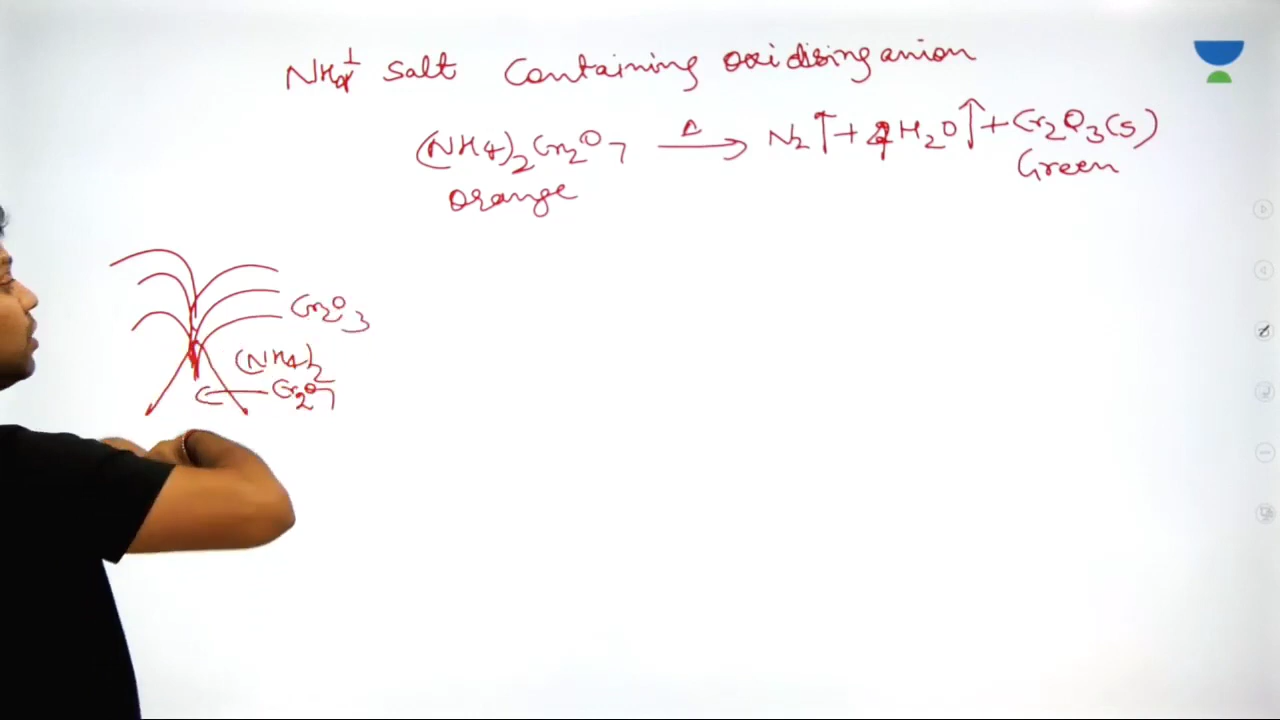 NH4+ salt Containing oxidising anion
(NH4)2Cr2O7 —Δ→ N2↑ + 4H2O↑ + Cr2O3(s)
Orange
Green
Cr2O3
(NH4)2
Cr2O7